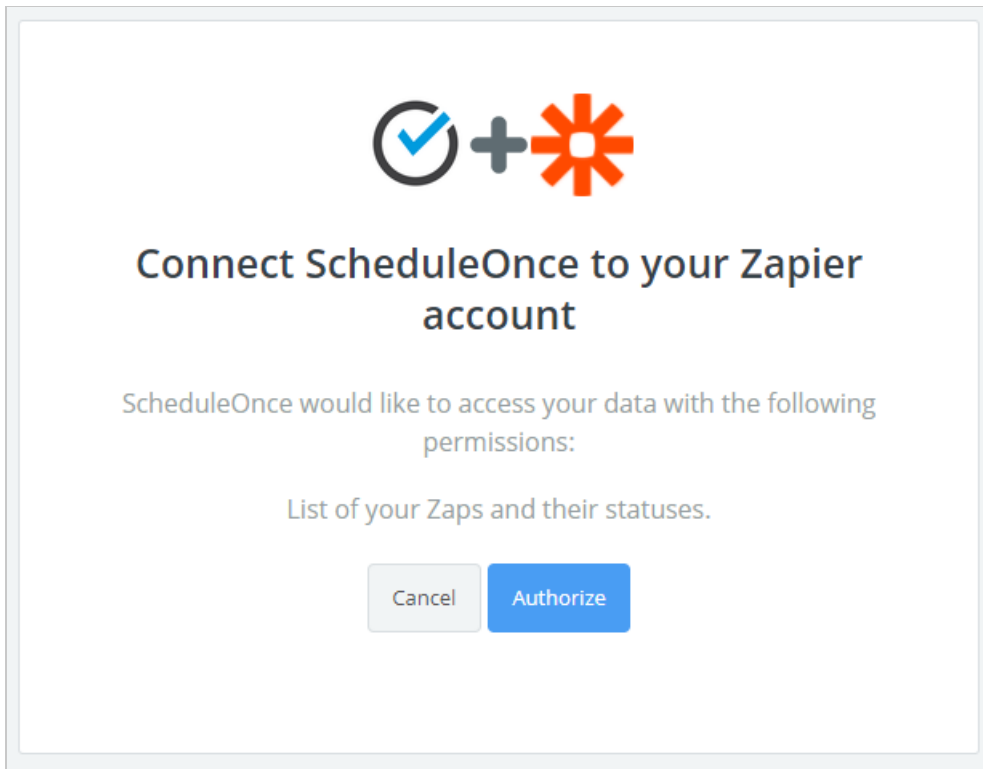 Connect ScheduleOnce to your Zapier
account
ScheduleOnce would like to access your data with the following
permissions:
List of your Zaps and their statuses.
Cancel
Authorize